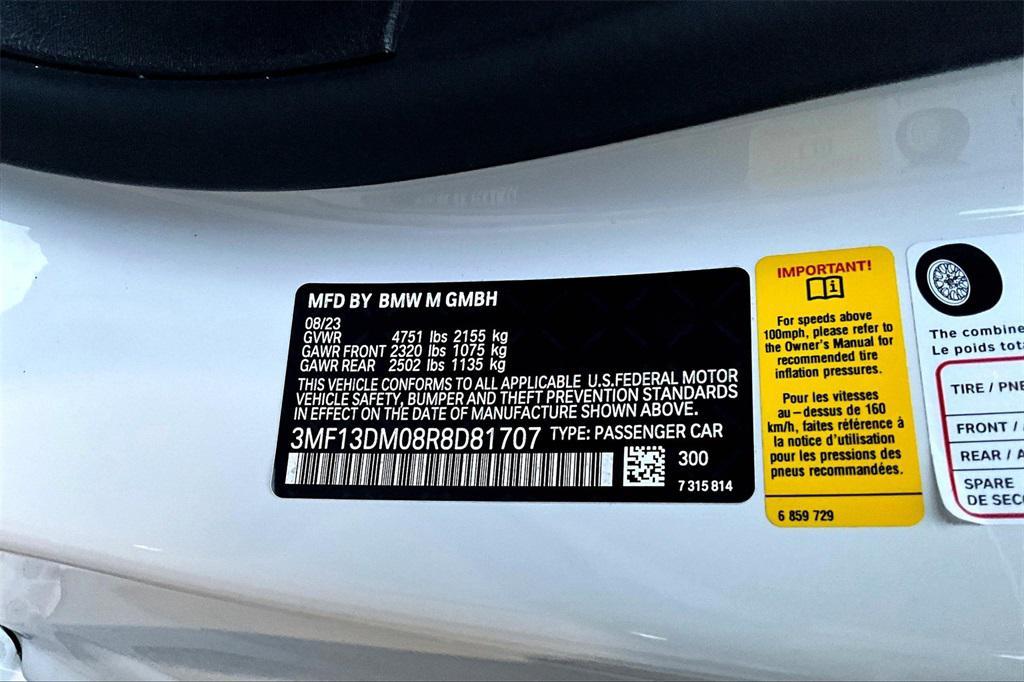 MFD BY BMW M GMBH
08/23
GVWR 4751 lbs 2155 kg
GAWR FRONT 2320 lbs 1075 kg
GAWR REAR 2502 lbs 1135 kg
THIS VEHICLE CONFORMS TO ALL APPLICABLE U.S.FEDERAL MOTOR
VEHICLE SAFETY, BUMPER AND THEFT PREVENTION STANDARDS
IN EFFECT ON THE DATE OF MANUFACTURE SHOWN ABOVE.
3MF13DM08R8D81707 TYPE: PASSENGER CAR
300
7 315 814
IMPORTANT!
For speeds above
100mph, please refer to
the Owner's Manual for
recommended tire
inflation pressures.
Pour les vitesses
au-dessus de 160
km/h, faites référence à
la notice d'utilisation
pour les pressions des
pneus recommandées.
6 859 729
The combine
Le poids tota
TIRE / PNE
FRONT /
REAR / A
SPARE
DE SECO